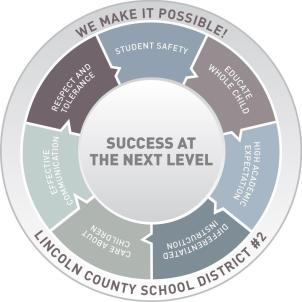 WE MAKE IT POSSIBLE!
STUDENT SAFETY
EDUCATE
WHOLE CHILD
HIGH ACADEMIC
EXPECTATION
DIFFERENTIATED
INSTRUCTION
CARE ABOUT
CHILDREN
EFFECTIVE
COMMUNICATION
RESPECT AND
TOLERANCE
SUCCESS AT
THE NEXT LEVEL
LINCOLN COUNTY SCHOOL DISTRICT #2